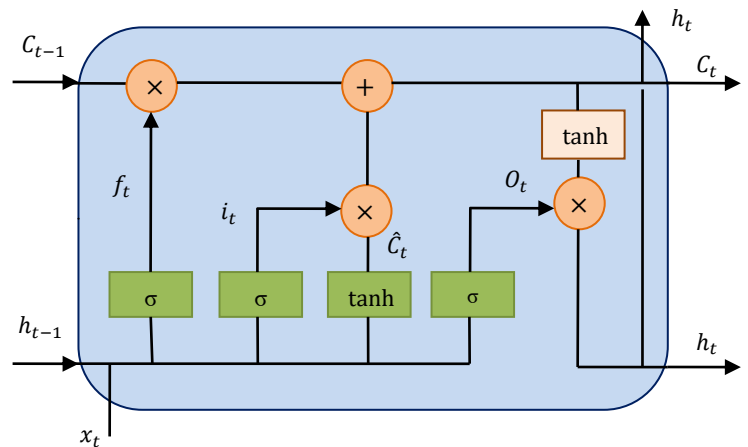 h_t
C_{t−1}
C_t
×
+
tanh
f_t
i_t
O_t
×
×
Ĉ_t
σ
σ
tanh
σ
h_{t−1}
h_t
x_t